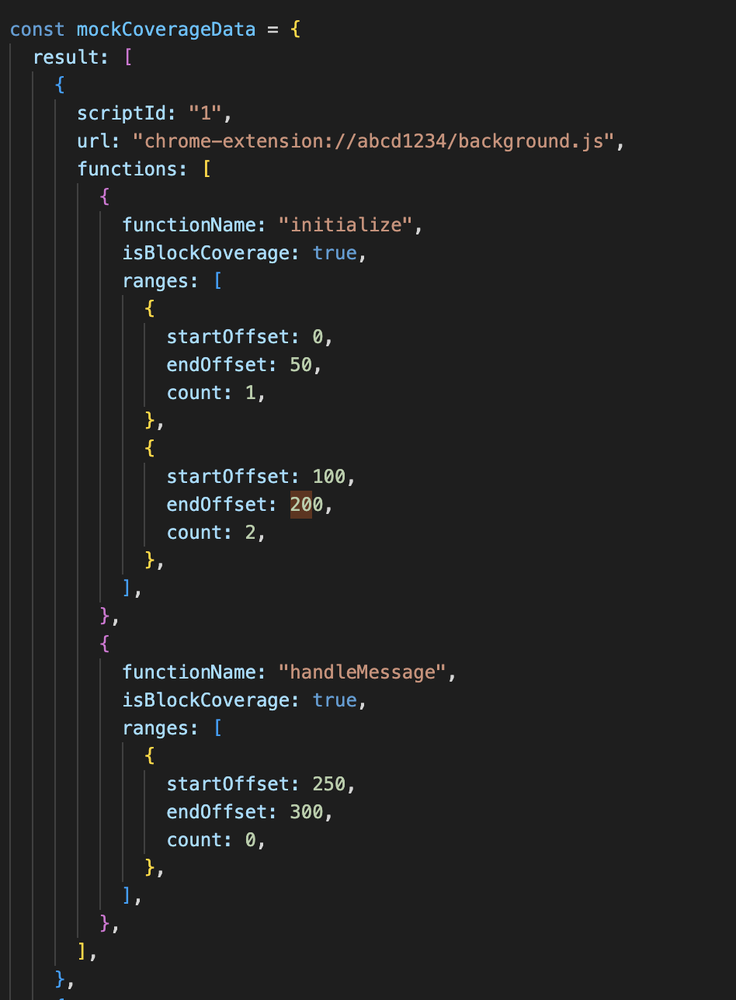 const mockCoverageData = {
  result: [
    {
      scriptId: "1",
      url: "chrome-extension://abcd1234/background.js",
      functions: [
        {
          functionName: "initialize",
          isBlockCoverage: true,
          ranges: [
            {
              startOffset: 0,
              endOffset: 50,
              count: 1,
            },
            {
              startOffset: 100,
              endOffset: 200,
              count: 2,
            },
          ],
        },
        {
          functionName: "handleMessage",
          isBlockCoverage: true,
          ranges: [
            {
              startOffset: 250,
              endOffset: 300,
              count: 0,
            },
          ],
        },
      ],
    },